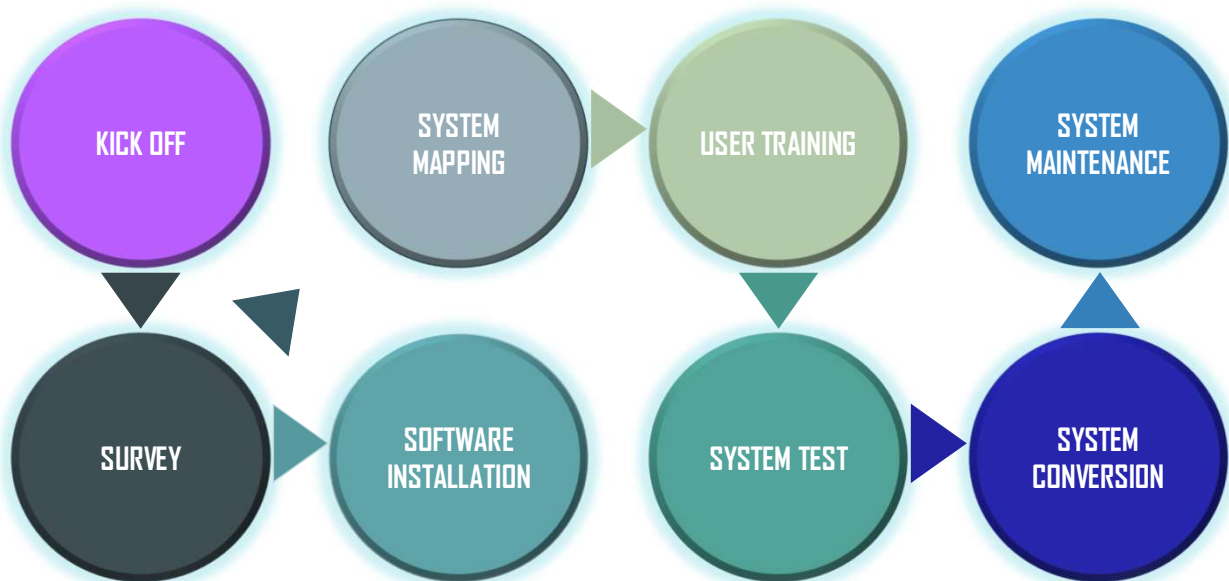 KICK OFF
SYSTEM
MAPPING
USER TRAINING
SYSTEM
MAINTENANCE
SURVEY
SOFTWARE
INSTALLATION
SYSTEM TEST
SYSTEM
CONVERSION